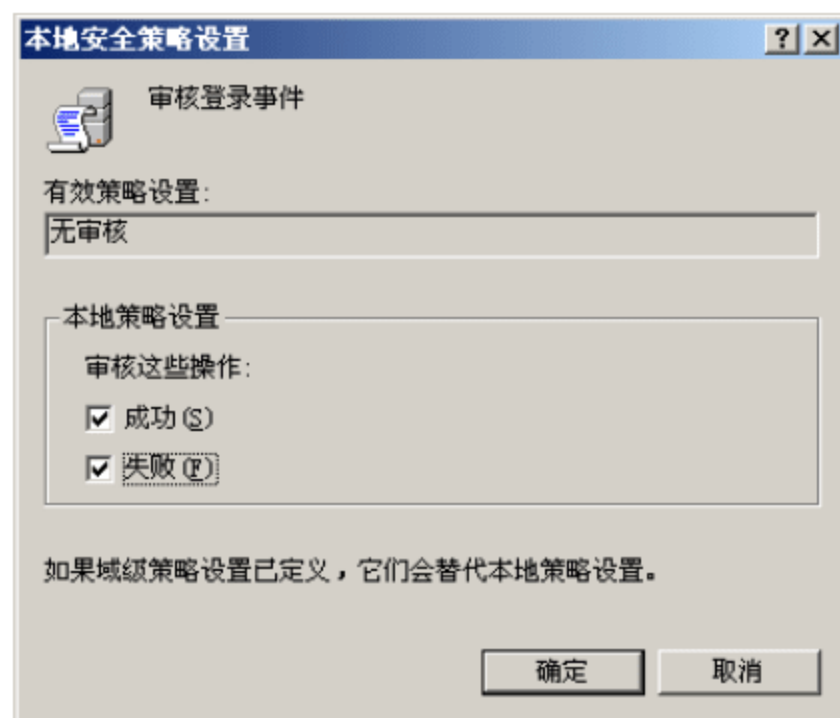 本地安全策略设置
审核登录事件
有效策略设置:
无审核
本地策略设置
审核这些操作:
成功(S)
失败(F)
如果域级策略设置已定义,它们会替代本地策略设置。
确定 取消